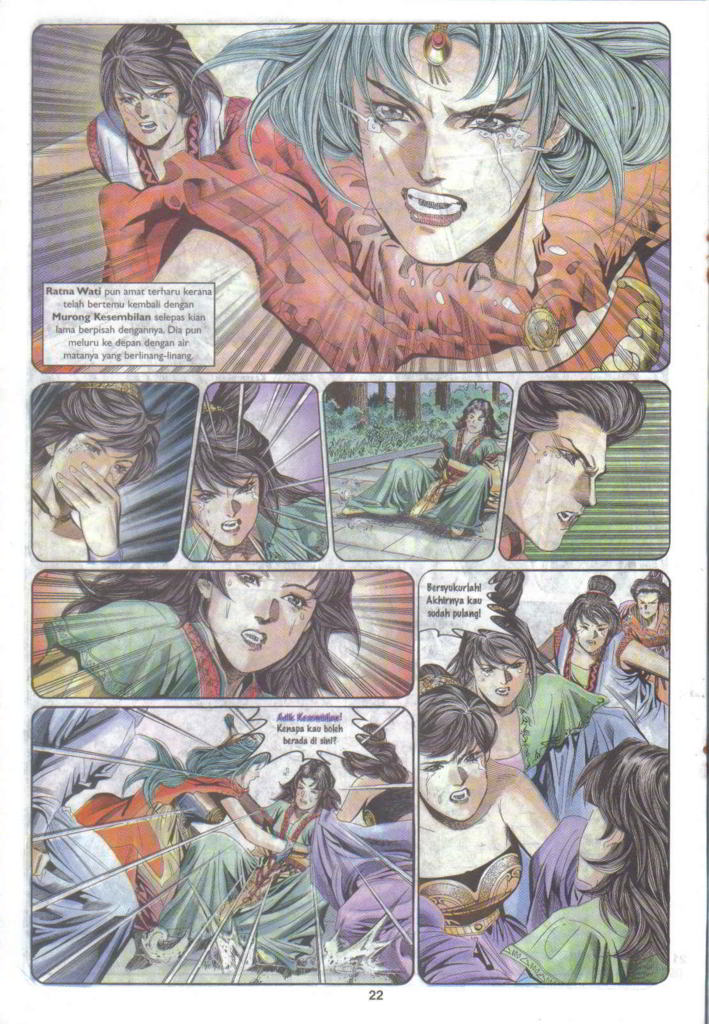 Ratna Wati pun amat terharu kerana
telah bertemu kembali dengan
Murong Kesembilan selepas kian
lama berpisah dengannya. Dia pun
meluru ke depan dengan air
matanya yang berlinang-linang.
Adik Kesembilan!
Kenapa kau boleh
berada di sini?
Bersyukurlah!
Akhirnya kau
sudah pulang!
22